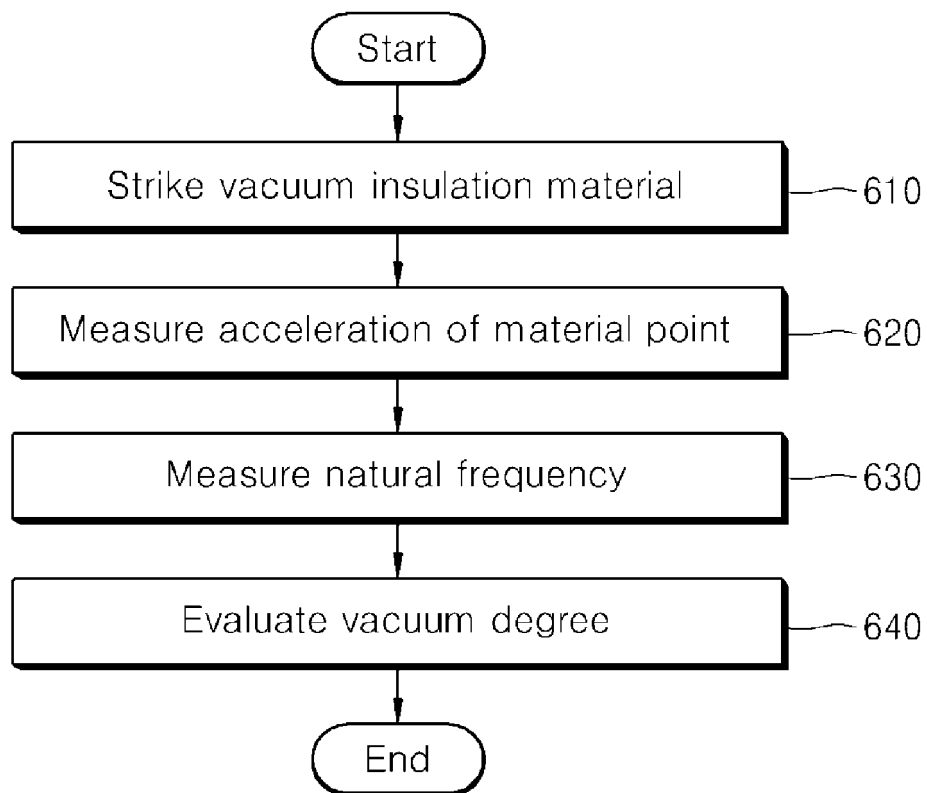 Start
Strike vacuum insulation material
610
Measure acceleration of material point
620
Measure natural frequency
630
Evaluate vacuum degree
640
End